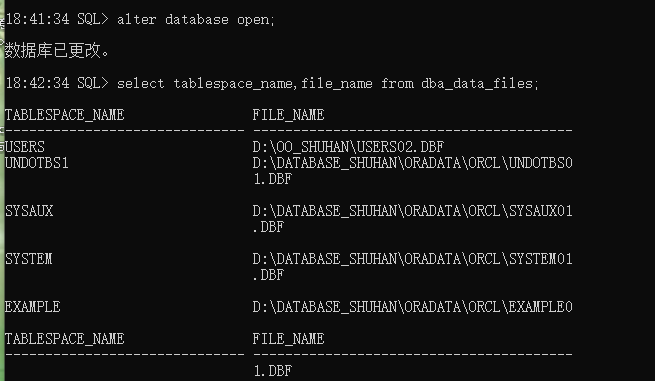 18:41:34 SQL> alter database open;
数据库已更改。
18:42:34 SQL> select tablespace_name,file_name from dba_data_files;
TABLESPACE_NAME                FILE_NAME
------------------------------ ----------------------------------------
USERS                          D:\OO_SHUHAN\USERS02.DBF
UNDOTBS1                       D:\DATABASE_SHUHAN\ORADATA\ORCL\UNDOTBS0
                               1.DBF
SYSAUX                         D:\DATABASE_SHUHAN\ORADATA\ORCL\SYSAUX01
                               .DBF
SYSTEM                         D:\DATABASE_SHUHAN\ORADATA\ORCL\SYSTEM01
                               .DBF
EXAMPLE                        D:\DATABASE_SHUHAN\ORADATA\ORCL\EXAMPLE0
TABLESPACE_NAME                FILE_NAME
------------------------------ ----------------------------------------
                               1.DBF